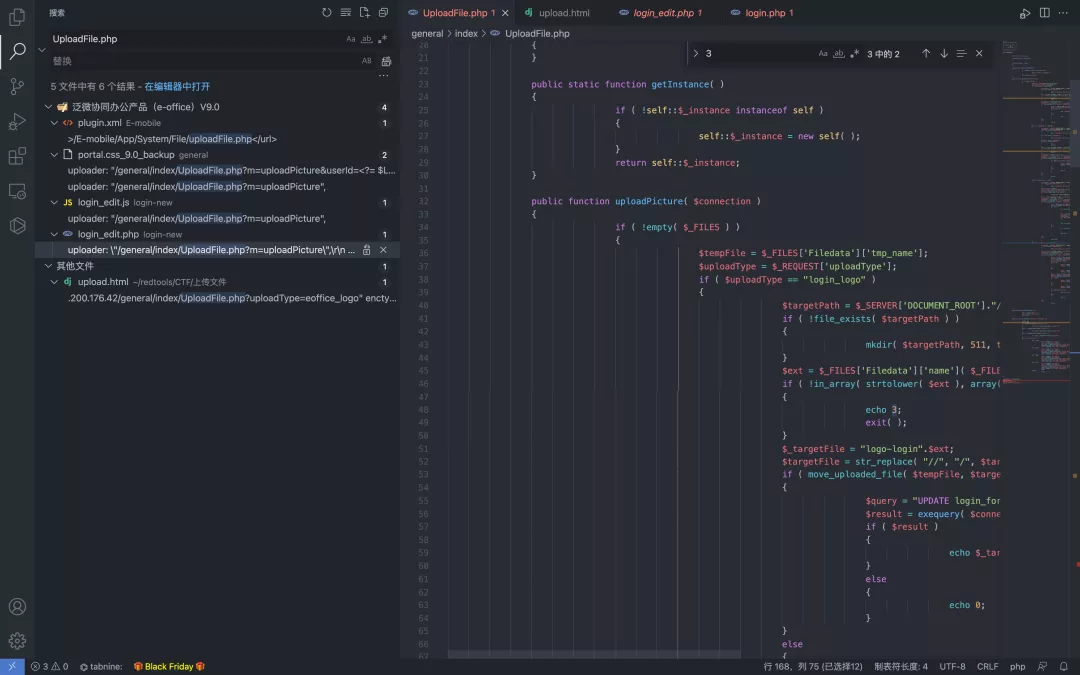 搜索
UploadFile.php
替换
5 文件中有 6 个结果 - 在编辑器中打开
泛微协同办公产品（e-office）V9.0 4
plugin.xml E-mobile 1
>/E-mobile/App/System/File/uploadFile.php</url>
portal.css_9.0_backup general 2
uploader: "/general/index/UploadFile.php?m=uploadPicture&userId=<?= $L...
uploader: "/general/index/UploadFile.php?m=uploadPicture",
JS login_edit.js login-new 1
uploader: "/general/index/UploadFile.php?m=uploadPicture",
login_edit.php login-new 1
uploader: \"/general/index/UploadFile.php?m=uploadPicture\",\r\n ...
其他文件 1
dj upload.html ~/redtools/CTF/上传文件 1
.200.176.42/general/index/UploadFile.php?uploadType=eoffice_logo" encty...
UploadFile.php 1
dj upload.html
login_edit.php 1
login.php 1
general > index > UploadFile.php
3
Aa ab
3 中的 2
20 {
21 }
22
23 public static function getInstance( )
24 {
25 if ( !self::$_instance instanceof self )
26 {
27 self::$_instance = new self( );
28 }
29 return self::$_instance;
30 }
31
32 public function uploadPicture( $connection )
33 {
34 if ( !empty( $_FILES ) )
35 {
36 $tempFile = $_FILES['Filedata']['tmp_name'];
37 $uploadType = $_REQUEST['uploadType'];
38 if ( $uploadType == "login_logo" )
39 {
40 $targetPath = $_SERVER['DOCUMENT_ROOT']."/
41 if ( !file_exists( $targetPath ) )
42 {
43 mkdir( $targetPath, 511, t
44 }
45 $ext = $_FILES['Filedata']['name']( $_FILE
46 if ( !in_array( strtolower( $ext ), array(
47 {
48 echo 3;
49 exit( );
50 }
51 $_targetFile = "logo-login".$ext;
52 $targetFile = str_replace( "//", "/", $tar
53 if ( move_uploaded_file( $tempFile, $targe
54 {
55 $query = "UPDATE login_for
56 $result = exequery( $conne
57 if ( $result )
58 {
59 echo $_tar
60 }
61 else
62 {
63 echo 0;
64 }
65 }
66 else
67 {
3 0 tabnine: Black Friday
行 168，列 75 (已选择12) 制表符长度: 4 UTF-8 CRLF php